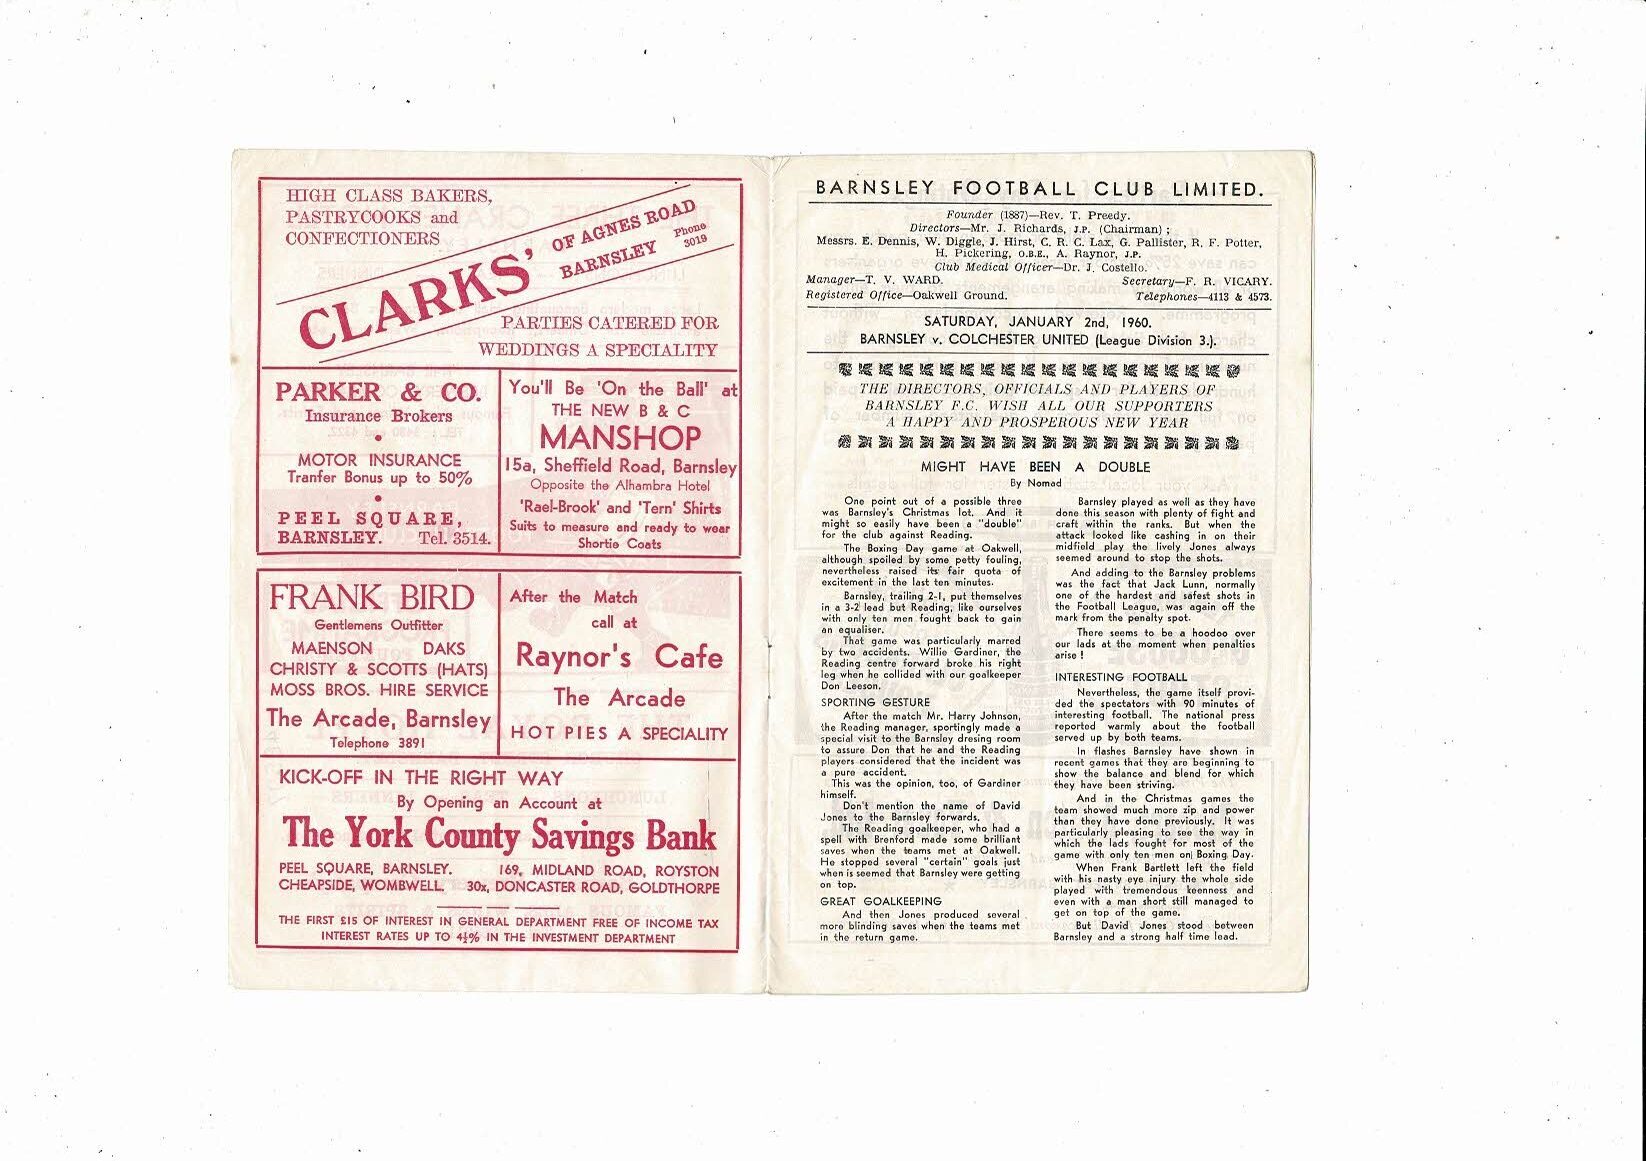 HIGH CLASS BAKERS,
PASTRYCOOKS and
CONFECTIONERS
CLARKS'
OF AGNES ROAD
BARNSLEY
Phone
3019
PARTIES CATERED FOR
WEDDINGS A SPECIALITY
PARKER & CO.
Insurance Brokers
MOTOR INSURANCE
Tranfer Bonus up to 50%
PEEL SQUARE,
BARNSLEY. Tel. 3514.
You'll Be 'On the Ball' at
THE NEW B & C
MANSHOP
15a, Sheffield Road, Barnsley
Opposite the Alhambra Hotel
'Rael-Brook' and 'Tern' Shirts
Suits to measure and ready to wear
Shortie Coats
FRANK BIRD
Gentlemens Outfitter
MAENSON DAKS
CHRISTY & SCOTTS (HATS)
MOSS BROS. HIRE SERVICE
The Arcade, Barnsley
Telephone 3891
After the Match
call at
Raynor's Cafe
The Arcade
HOT PIES A SPECIALITY
KICK-OFF IN THE RIGHT WAY
By Opening an Account at
The York County Savings Bank
PEEL SQUARE, BARNSLEY. 169, MIDLAND ROAD, ROYSTON
CHEAPSIDE, WOMBWELL. 30x, DONCASTER ROAD, GOLDTHORPE
THE FIRST £15 OF INTEREST IN GENERAL DEPARTMENT FREE OF INCOME TAX
INTEREST RATES UP TO 4½% IN THE INVESTMENT DEPARTMENT
BARNSLEY FOOTBALL CLUB LIMITED.
Founder (1887)—Rev. T. Preedy.
Directors—Mr. J. Richards, J.P. (Chairman) ;
Messrs. E. Dennis, W. Diggle, J. Hirst, C. R. C. Lax, G. Pallister, R. F. Potter,
H. Pickering, O.B.E., A. Raynor, J.P.
Club Medical Officer—Dr. J. Costello.
Manager—T. V. WARD. Secretary—F. R. VICARY.
Registered Office—Oakwell Ground. Telephones—4113 & 4573.
SATURDAY, JANUARY 2nd, 1960.
BARNSLEY v. COLCHESTER UNITED (League Division 3.).
THE DIRECTORS, OFFICIALS AND PLAYERS OF
BARNSLEY F.C. WISH ALL OUR SUPPORTERS
A HAPPY AND PROSPEROUS NEW YEAR
MIGHT HAVE BEEN A DOUBLE
By Nomad
One point out of a possible three
was Barnsley's Christmas lot. And it
might so easily have been a "double"
for the club against Reading.
The Boxing Day game at Oakwell,
although spoiled by some petty fouling,
nevertheless raised its fair quota of
excitement in the last ten minutes.
Barnsley, trailing 2-1, put themselves
in a 3-2 lead but Reading, like ourselves
with only ten men fought back to gain
an equaliser.
That game was particularly marred
by two accidents. Willie Gardiner, the
Reading centre forward broke his right
leg when he collided with our goalkeeper
Don Leeson.
SPORTING GESTURE
After the match Mr. Harry Johnson,
the Reading manager, sportingly made a
special visit to the Barnsley dresing room
to assure Don that he and the Reading
players considered that the incident was
a pure accident.
This was the opinion, too, of Gardiner
himself.
Don't mention the name of David
Jones to the Barnsley forwards.
The Reading goalkeeper, who had a
spell with Brenford made some brilliant
saves when the teams met at Oakwell.
He stopped several "certain" goals just
when is seemed that Barnsley were getting
on top.
GREAT GOALKEEPING
And then Jones produced several
more blinding saves when the teams met
in the return game.
Barnsley played as well as they have
done this season with plenty of fight and
craft within the ranks. But when the
attack looked like cashing in on their
midfield play the lively Jones always
seemed around to stop the shots.
And adding to the Barnsley problems
was the fact that Jack Lunn, normally
one of the hardest and safest shots in
the Football League, was again off the
mark from the penalty spot.
There seems to be a hoodoo over
our lads at the moment when penalties
arise !
INTERESTING FOOTBALL
Nevertheless, the game itself provi-
ded the spectators with 90 minutes of
interesting football. The national press
reported warmly about the football
served up by both teams.
In flashes Barnsley have shown in
recent games that they are beginning to
show the balance and blend for which
they have been striving.
And in the Christmas games the
team showed much more zip and power
than they have done previously. It was
particularly pleasing to see the way in
which the lads fought for most of the
game with only ten men on Boxing Day.
When Frank Bartlett left the field
with his nasty eye injury the whole side
played with tremendous keenness and
even with a man short still managed to
get on top of the game.
But David Jones stood between
Barnsley and a strong half time lead.